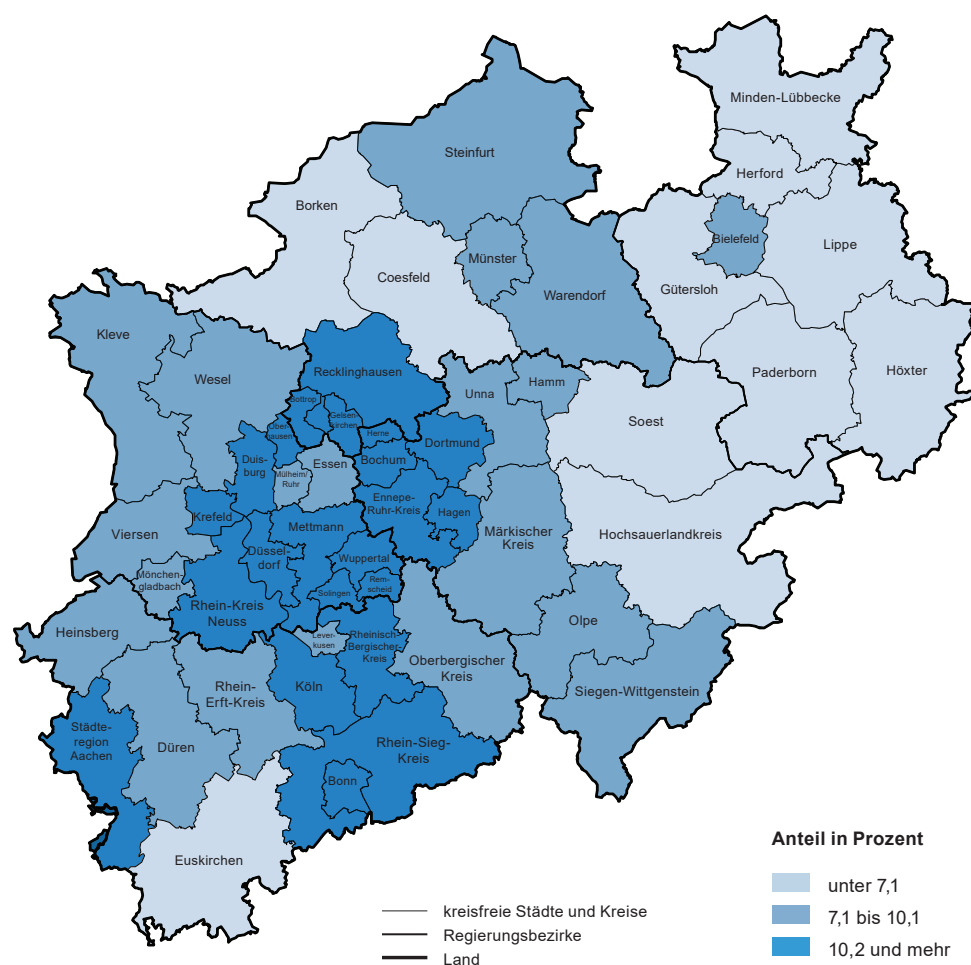 Minden-Lübbecke
Steinfurt
Herford
Borken
Bielefeld
Lippe
Münster
Coesfeld
Gütersloh
Warendorf
Kleve
Recklinghausen
Wesel
Hamm
Unna
Paderborn
Höxter
Bottrop
Gelsen-
kirchen
Soest
Ober-
hausen
Herne
Dortmund
Duis-
burg
Essen
Bochum
Mülheim/
Ruhr
Ennepe-
Ruhr-Kreis
Hagen
Krefeld
Mettmann
Viersen
Märkischer
Kreis
Hochsauerlandkreis
Düssel-
dorf
Wuppertal
Mönchen-
gladbach
Rem-
scheid
Solingen
Rhein-Kreis
Neuss
Olpe
Heinsberg
Lever-
kusen
Rheinisch-
Bergischer-
Kreis
Oberbergischer
Kreis
Rhein-
Erft-Kreis
Köln
Siegen-Wittgenstein
Städte-
region
Aachen
Düren
Rhein-Sieg-
Kreis
Bonn
Euskirchen
Anteil in Prozent
unter 7,1
7,1 bis 10,1
10,2 und mehr
kreisfreie Städte und Kreise
Regierungsbezirke
Land